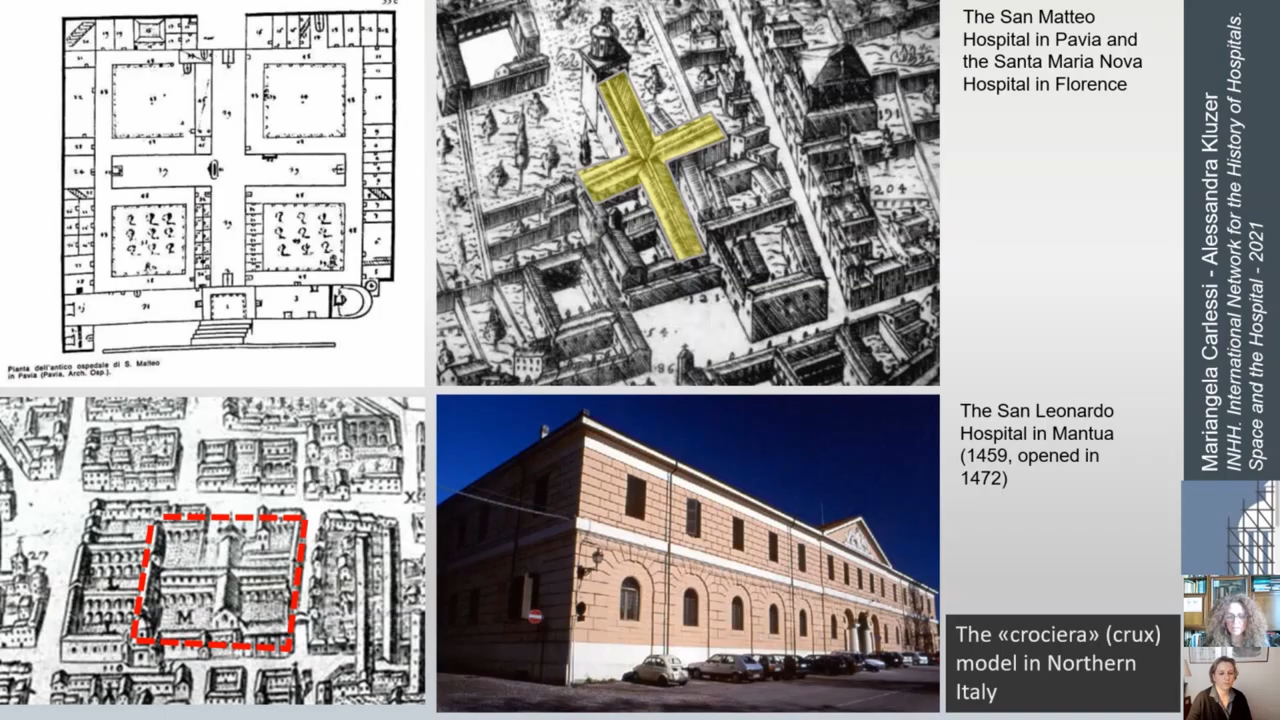 Pianta dell'antico ospedale di S. Matteo
in Pavia (Pavia, Arch. Osp.).
The San Matteo
Hospital in Pavia and
the Santa Maria Nova
Hospital in Florence
The San Leonardo
Hospital in Mantua
(1459, opened in
1472)
The «crociera» (crux)
model in Northern
Italy
Mariangela Carlessi - Alessandra Kluzer
INHH. International Network for the History of Hospitals.
Space and the Hospital - 2021